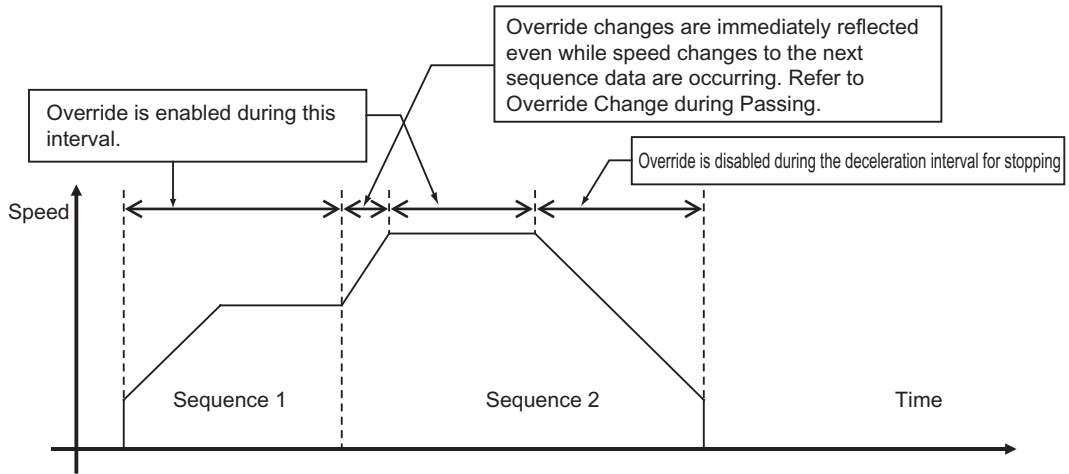 Override changes are immediately reflected
even while speed changes to the next
sequence data are occurring. Refer to
Override Change during Passing.
Override is enabled during this
interval.
Override is disabled during the deceleration interval for stopping
Speed
Sequence 1
Sequence 2
Time